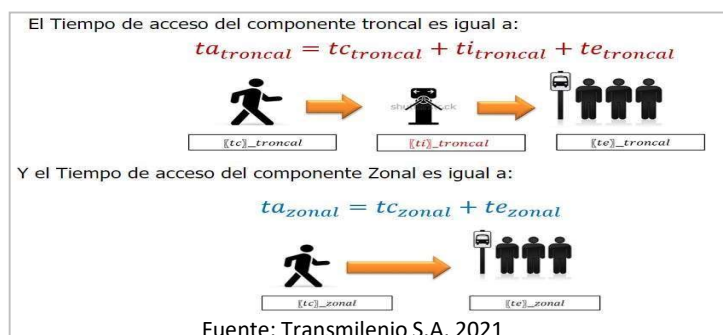 El Tiempo de acceso del componente troncal es igual a:
ta_troncal = tc_troncal + ti_troncal + te_troncal
〖tc〗_troncal 〖ti〗_troncal 〖te〗_troncal
Y el Tiempo de acceso del componente Zonal es igual a:
ta_zonal = tc_zonal + te_zonal
〖tc〗_zonal 〖te〗_zonal
Fuente: Transmilenio S.A. 2021